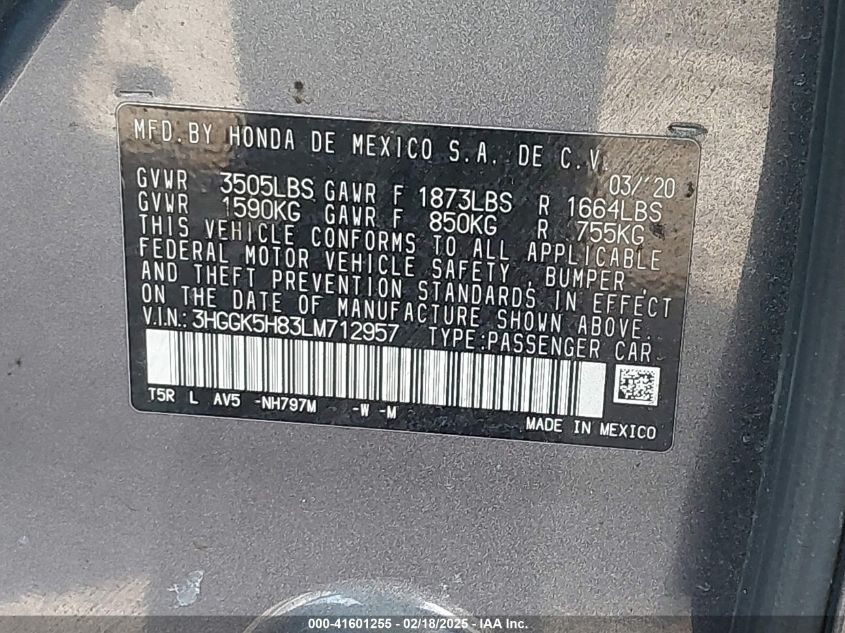 MFD.BY HONDA DE MEXICO S.A. DE C.V.
03/'20
GVWR 3505LBS GAWR F 1873LBS R 1664LBS
GVWR 1590KG GAWR F 850KG R 755KG
THIS VEHICLE CONFORMS TO ALL APPLICABLE
FEDERAL MOTOR VEHICLE SAFETY, BUMPER,
AND THEFT PREVENTION STANDARDS IN EFFECT
ON THE DATE OF MANUFACTURE SHOWN ABOVE.
V.I.N.: 3HGGK5H83LM712957 TYPE:PASSENGER CAR
T5R L AV5 -NH797M -W -M
MADE IN MEXICO
000-41601255 - 02/18/2025 - IAA Inc.